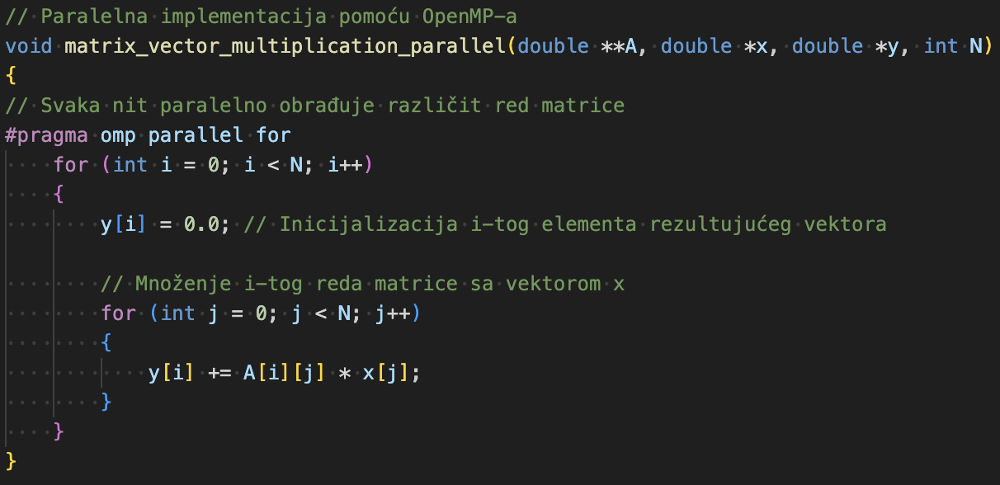 // Paralelna implementacija pomoću OpenMP-a
void matrix_vector_multiplication_parallel(double **A, double *x, double *y, int N)
{
// Svaka nit paralelno obrađuje različit red matrice
#pragma omp parallel for
    for (int i = 0; i < N; i++)
    {
        y[i] = 0.0; // Inicijalizacija i-tog elementa rezultujućeg vektora

        // Množenje i-tog reda matrice sa vektorom x
        for (int j = 0; j < N; j++)
        {
            y[i] += A[i][j] * x[j];
        }
    }
}